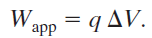 W_app = q ΔV.